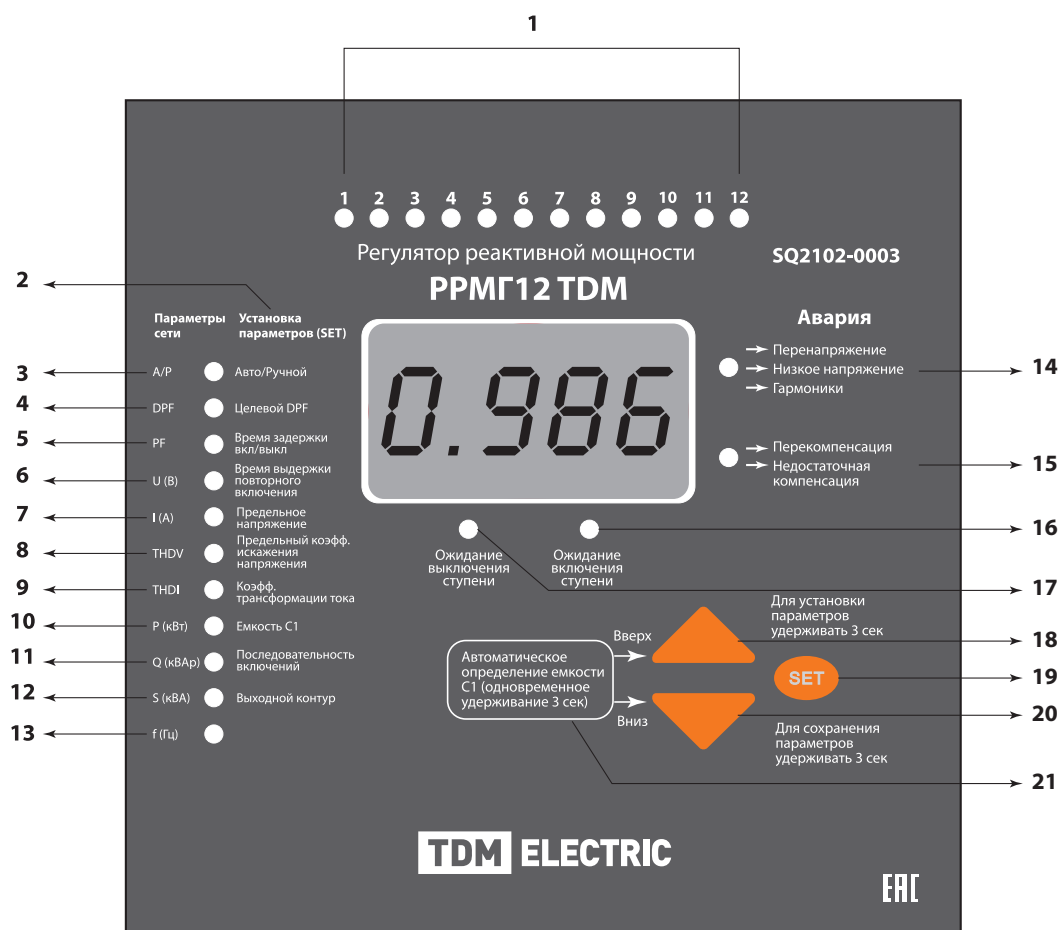 1
1 2 3 4 5 6 7 8 9 10 11 12
Регулятор реактивной мощности
РРМГ12 TDM
SQ2102-0003
2
Параметры
сети
Установка
параметров (SET)
3
A/P
Авто/Ручной
4
DPF
Целевой DPF
5
PF
Время задержки
вкл/выкл
6
U (В)
Время выдержки
повторного
включения
7
I (А)
Предельное
напряжение
8
THDV
Предельный коэфф.
искажения
напряжения
9
THDI
Коэфф.
трансформации тока
10
P (кВт)
Емкость С1
11
Q (кВАр)
Последовательность
включений
12
S (кВА)
Выходной контур
13
f (Гц)
0.986
Авария
Перенапряжение
Низкое напряжение
Гармоники
14
Перекомпенсация
Недостаточная
компенсация
15
16
Ожидание
выключения
ступени
Ожидание
включения
ступени
17
Для установки
параметров
удерживать 3 сек
18
Вверх
Автоматическое
определение емкости
С1 (одновременное
удерживание 3 сек)
Вниз
SET
19
20
Для сохранения
параметров
удерживать 3 сек
21
TDM ELECTRIC
EAC